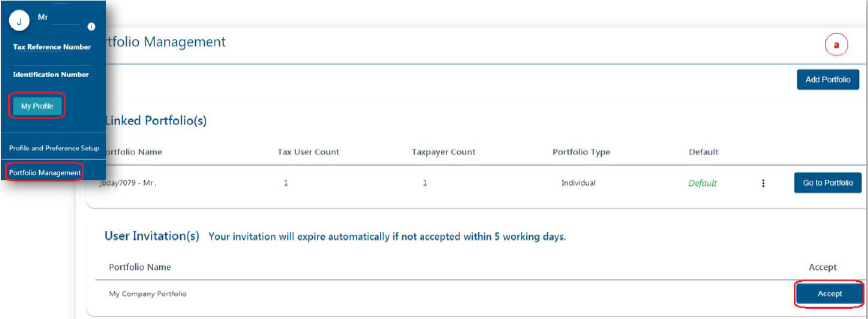 J
Mr
i
Tax Reference Number
Identification Number
My Profile
Profile and Preference Setup
Portfolio Management
rtfolio Management
a
Add Portfolio
Linked Portfolio(s)
ortfolio Name Tax User Count Taxpayer Count Portfolio Type Default
joday7079 - Mr. 1 1 Individual Default Go to Portfolio
User Invitation(s) Your invitation will expire automatically if not accepted within 5 working days.
Portfolio Name Accept
My Company Portfolio Accept